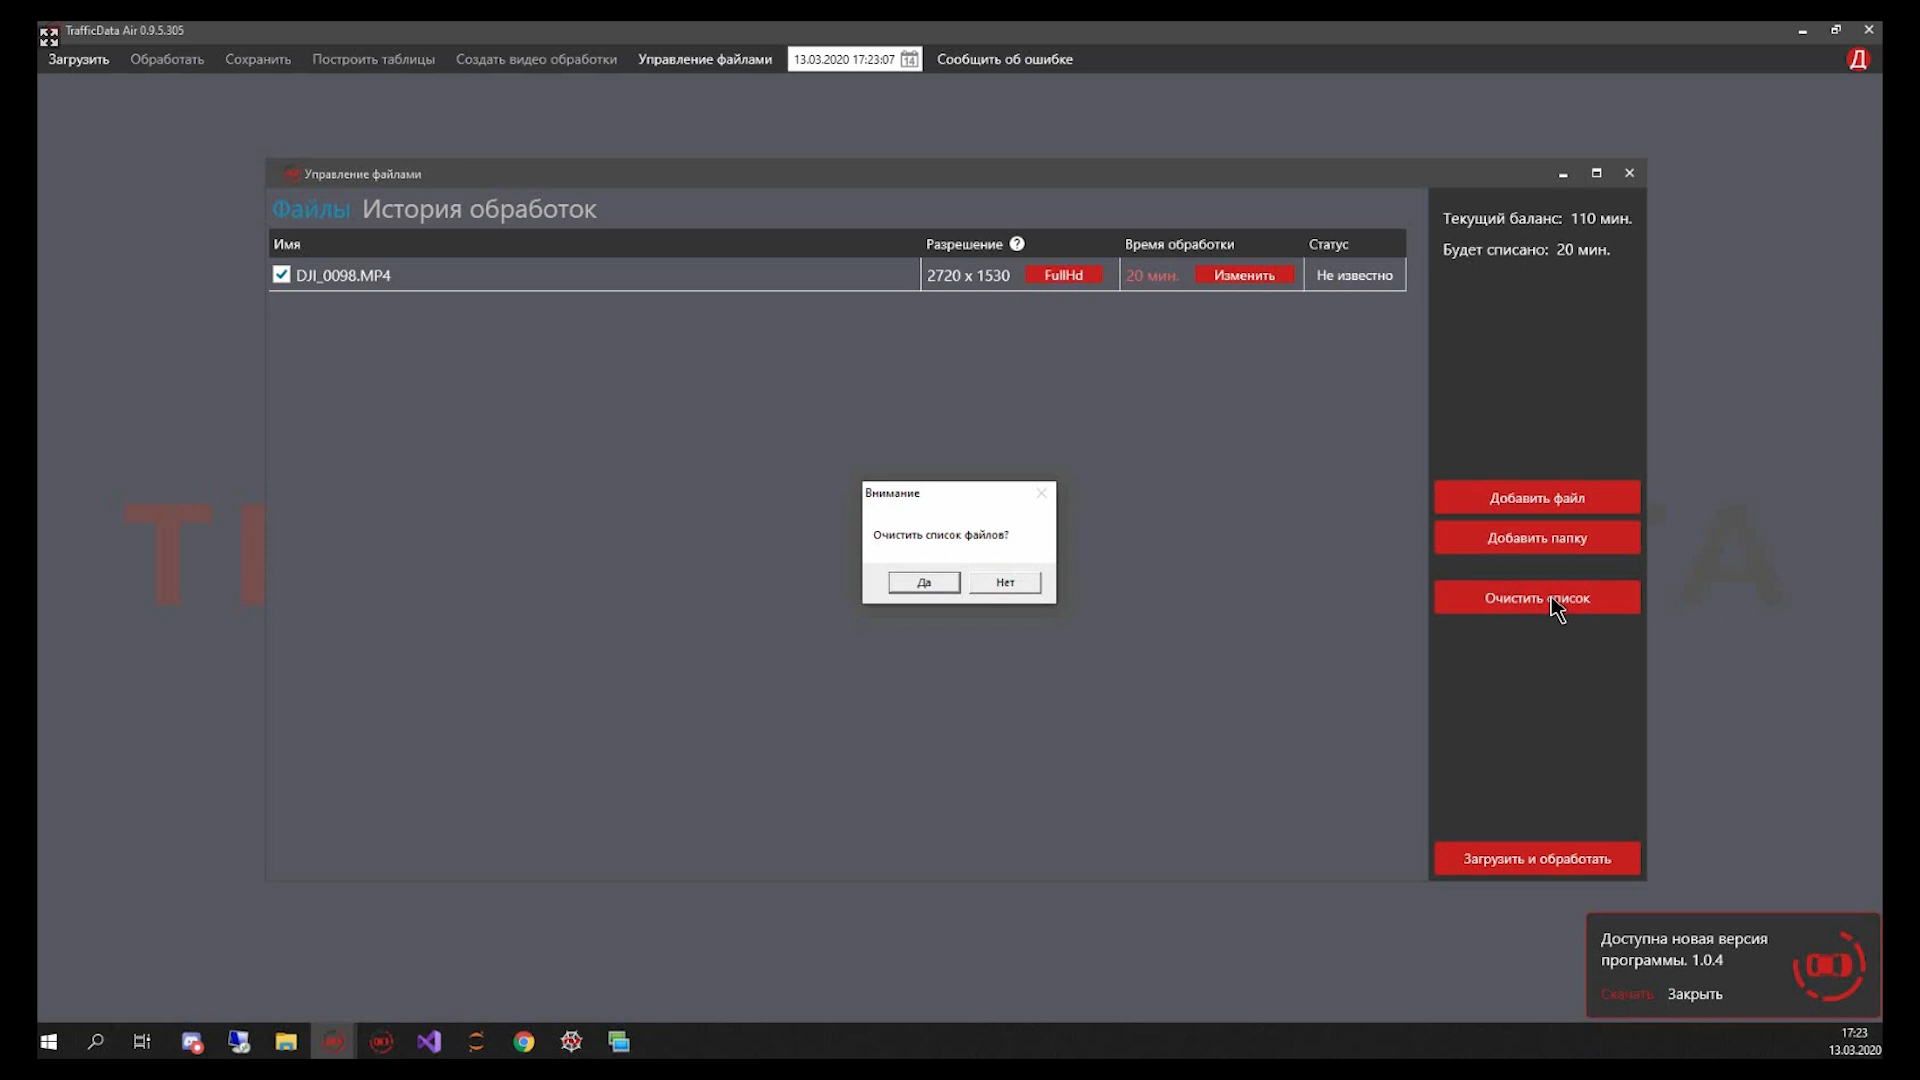 TrafficData Air 0.9.5.305
Загрузить Обработать Сохранить Построить таблицы Создать видео обработки Управление файлами 13.03.2020 17:23:07 14 Сообщить об ошибке Д
Управление файлами
Файлы История обработок
Имя Разрешение ? Время обработки Статус
DJI_0098.MP4 2720 x 1530 FullHd 20 мин. Изменить Не известно
Текущий баланс: 110 мин.
Будет списано: 20 мин.
Внимание
Очистить список файлов?
Да Нет
Добавить файл
Добавить папку
Очистить список
Загрузить и обработать
Доступна новая версия
программы. 1.0.4
Скачать Закрыть
17:23
13.03.2020